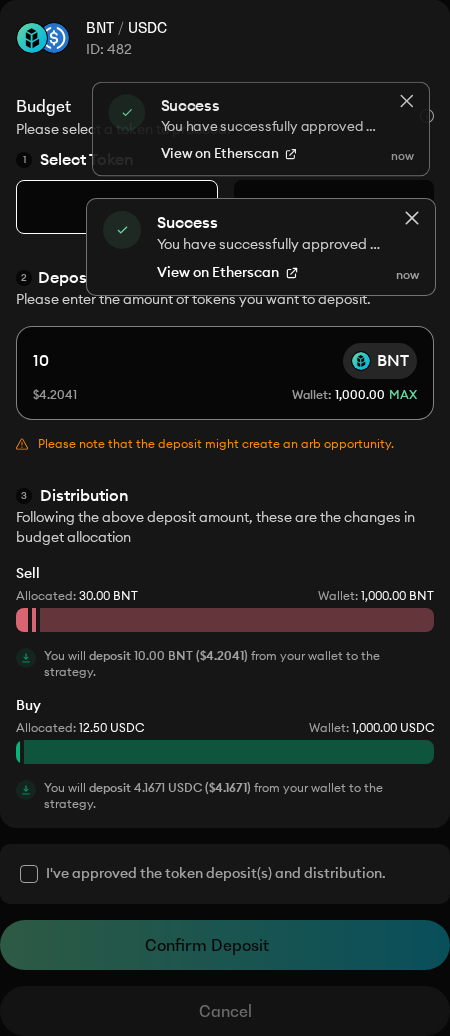 BNT / USDC
ID: 482
Budget
Success
You have successfully approved ...
View on Etherscan
now
Please select a token to
1 Select Token
Success
You have successfully approved ...
View on Etherscan
now
2 Depos
Please enter the amount of tokens you want to deposit.
10
BNT
$4.2041
Wallet: 1,000.00 MAX
Please note that the deposit might create an arb opportunity.
3 Distribution
Following the above deposit amount, these are the changes in
budget allocation
Sell
Allocated: 30.00 BNT
Wallet: 1,000.00 BNT
You will deposit 10.00 BNT ($4.2041) from your wallet to the
strategy.
Buy
Allocated: 12.50 USDC
Wallet: 1,000.00 USDC
You will deposit 4.1671 USDC ($4.1671) from your wallet to the
strategy.
I've approved the token deposit(s) and distribution.
Confirm Deposit
Cancel